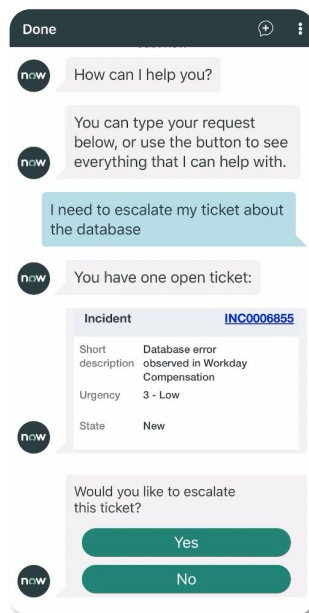 Done
now
How can I help you?
You can type your request
below, or use the button to see
everything that I can help with.
now
I need to escalate my ticket about
the database
now
You have one open ticket:
Incident INC0006855
Short Database error
description observed in Workday
Compensation
Urgency 3 - Low
State New
now
Would you like to escalate
this ticket?
Yes
No
now